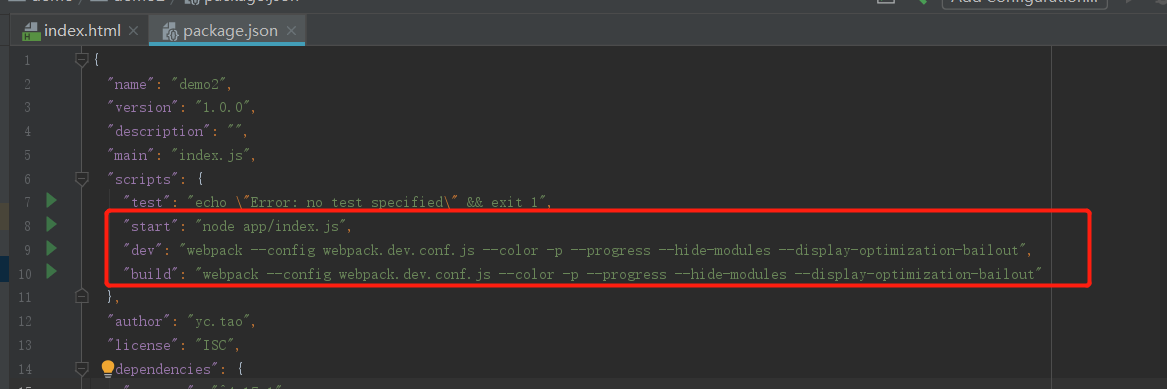 package.json
Add Configuration...
index.html
package.json
1 {
2 "name": "demo2",
3 "version": "1.0.0",
4 "description": "",
5 "main": "index.js",
6 "scripts": {
7 "test": "echo \"Error: no test specified\" && exit 1",
8 "start": "node app/index.js",
9 "dev": "webpack --config webpack.dev.conf.js --color -p --progress --hide-modules --display-optimization-bailout",
10 "build": "webpack --config webpack.dev.conf.js --color -p --progress --hide-modules --display-optimization-bailout"
11 },
12 "author": "yc.tao",
13 "license": "ISC",
14 dependencies": {